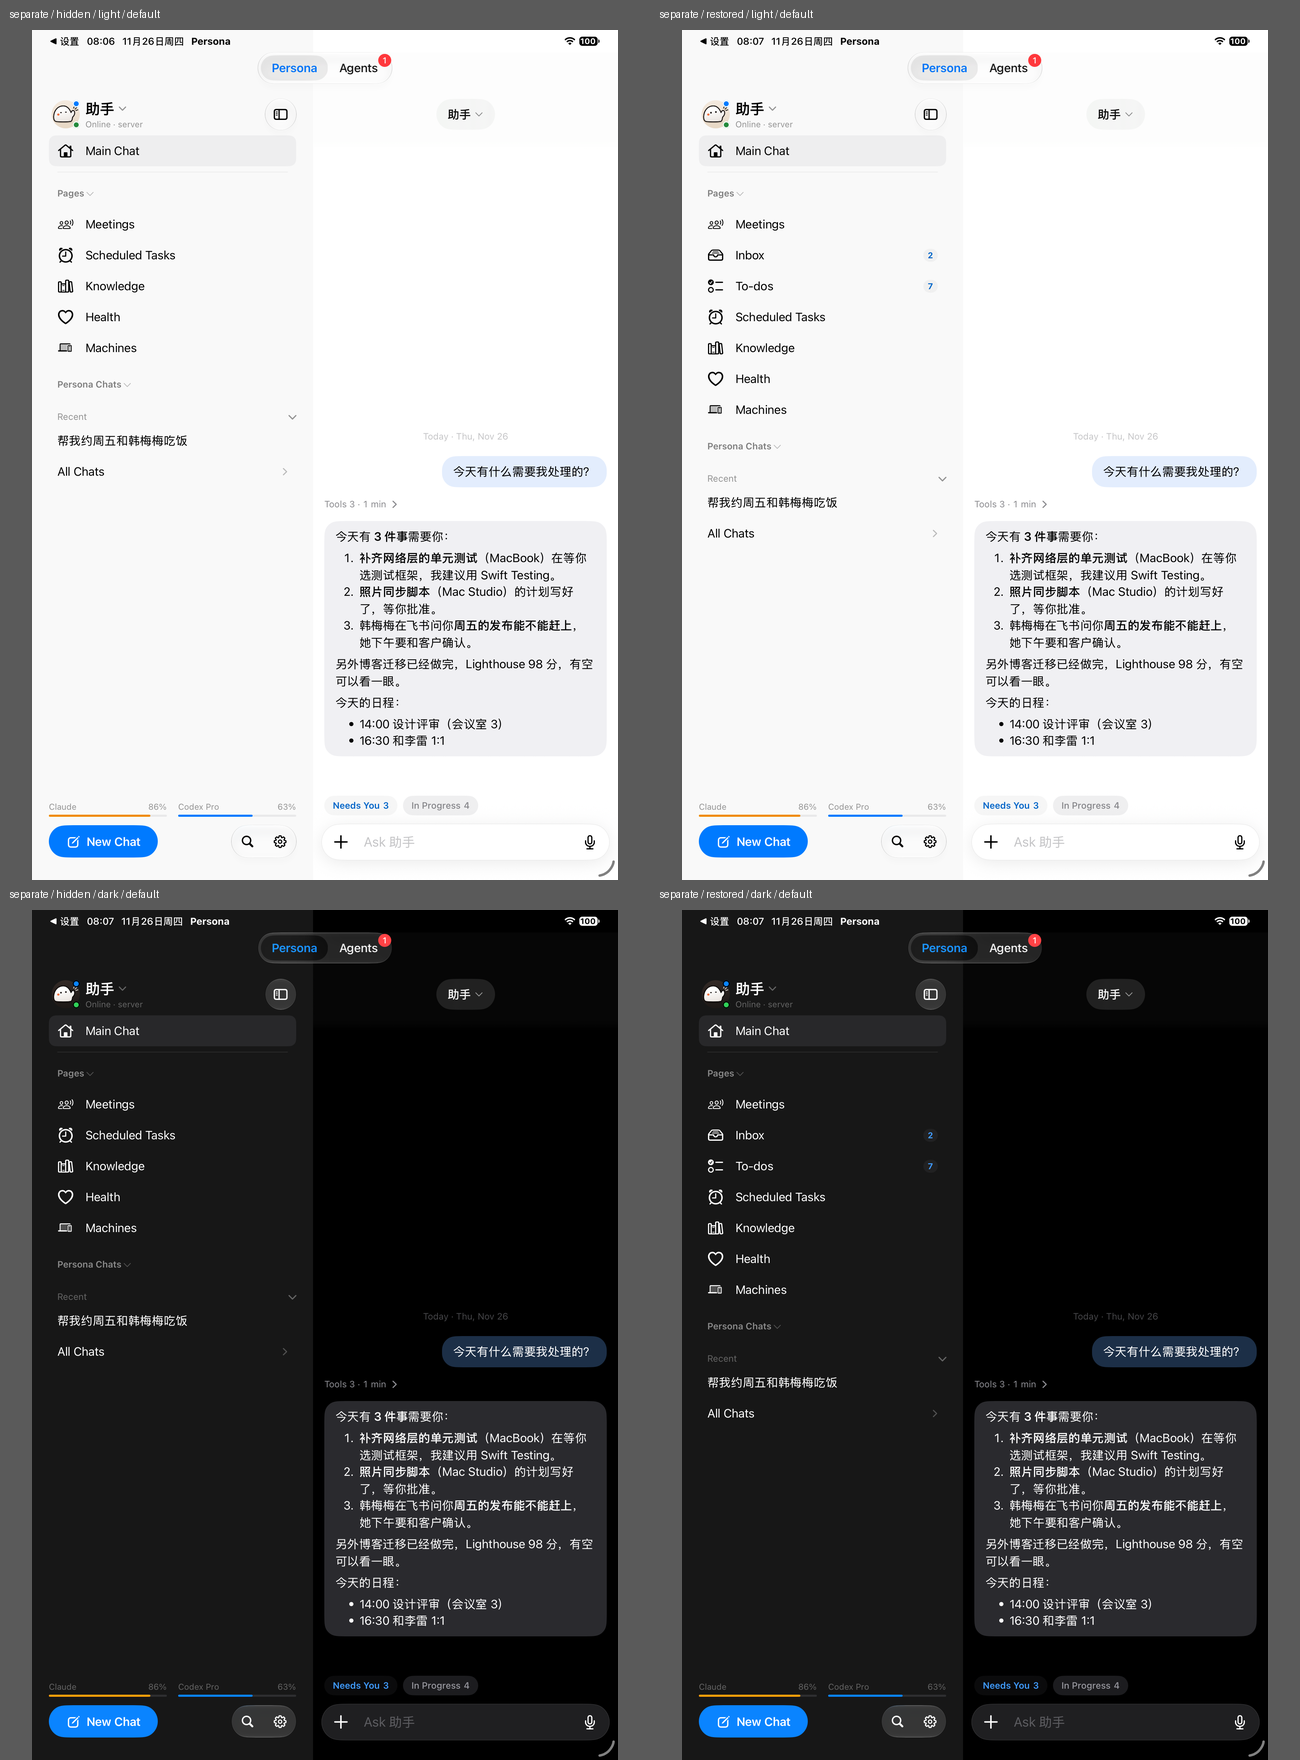 separate / hidden / light / default
◀ 设置 08:06 11月26日周四 Persona
100
Persona
Agents
1
助手
Online · server
助手
Main Chat
Pages
Meetings
Scheduled Tasks
Knowledge
Health
Machines
Persona Chats
Recent
帮我约周五和韩梅梅吃饭
All Chats
Today · Thu, Nov 26
今天有什么需要我处理的？
Tools 3 · 1 min
今天有 3 件事需要你：
1. 补齐网络层的单元测试（MacBook）在等你
选测试框架，我建议用 Swift Testing。
2. 照片同步脚本（Mac Studio）的计划写好
了，等你批准。
3. 韩梅梅在飞书问你周五的发布能不能赶上，
她下午要和客户确认。
另外博客迁移已经做完，Lighthouse 98 分，有空
可以看一眼。
今天的日程：
• 14:00 设计评审（会议室 3）
• 16:30 和李雷 1:1
Claude 86%
Codex Pro 63%
Needs You 3
In Progress 4
New Chat
Ask 助手
separate / restored / light / default
◀ 设置 08:07 11月26日周四 Persona
100
Persona
Agents
1
助手
Online · server
助手
Main Chat
Pages
Meetings
Inbox 2
To-dos 7
Scheduled Tasks
Knowledge
Health
Machines
Persona Chats
Recent
帮我约周五和韩梅梅吃饭
All Chats
Today · Thu, Nov 26
今天有什么需要我处理的？
Tools 3 · 1 min
今天有 3 件事需要你：
1. 补齐网络层的单元测试（MacBook）在等你
选测试框架，我建议用 Swift Testing。
2. 照片同步脚本（Mac Studio）的计划写好
了，等你批准。
3. 韩梅梅在飞书问你周五的发布能不能赶上，
她下午要和客户确认。
另外博客迁移已经做完，Lighthouse 98 分，有空
可以看一眼。
今天的日程：
• 14:00 设计评审（会议室 3）
• 16:30 和李雷 1:1
Claude 86%
Codex Pro 63%
Needs You 3
In Progress 4
New Chat
Ask 助手
separate / hidden / dark / default
◀ 设置 08:07 11月26日周四 Persona
100
Persona
Agents
1
助手
Online · server
助手
Main Chat
Pages
Meetings
Scheduled Tasks
Knowledge
Health
Machines
Persona Chats
Recent
帮我约周五和韩梅梅吃饭
All Chats
Today · Thu, Nov 26
今天有什么需要我处理的？
Tools 3 · 1 min
今天有 3 件事需要你：
1. 补齐网络层的单元测试（MacBook）在等你
选测试框架，我建议用 Swift Testing。
2. 照片同步脚本（Mac Studio）的计划写好
了，等你批准。
3. 韩梅梅在飞书问你周五的发布能不能赶上，
她下午要和客户确认。
另外博客迁移已经做完，Lighthouse 98 分，有空
可以看一眼。
今天的日程：
• 14:00 设计评审（会议室 3）
• 16:30 和李雷 1:1
Claude 86%
Codex Pro 63%
Needs You 3
In Progress 4
New Chat
Ask 助手
separate / restored / dark / default
◀ 设置 08:07 11月26日周四 Persona
100
Persona
Agents
1
助手
Online · server
助手
Main Chat
Pages
Meetings
Inbox 2
To-dos 7
Scheduled Tasks
Knowledge
Health
Machines
Persona Chats
Recent
帮我约周五和韩梅梅吃饭
All Chats
Today · Thu, Nov 26
今天有什么需要我处理的？
Tools 3 · 1 min
今天有 3 件事需要你：
1. 补齐网络层的单元测试（MacBook）在等你
选测试框架，我建议用 Swift Testing。
2. 照片同步脚本（Mac Studio）的计划写好
了，等你批准。
3. 韩梅梅在飞书问你周五的发布能不能赶上，
她下午要和客户确认。
另外博客迁移已经做完，Lighthouse 98 分，有空
可以看一眼。
今天的日程：
• 14:00 设计评审（会议室 3）
• 16:30 和李雷 1:1
Claude 86%
Codex Pro 63%
Needs You 3
In Progress 4
New Chat
Ask 助手